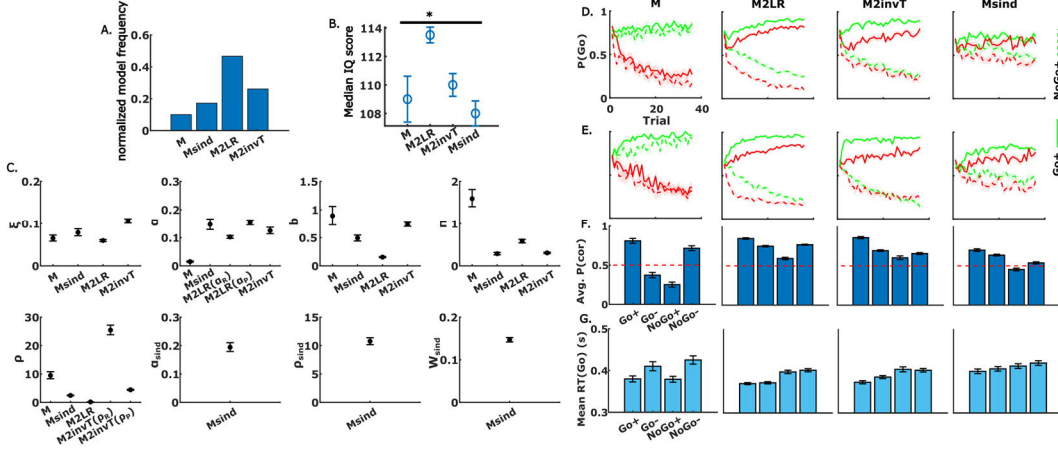 A.
normalized model frequency
0.6
0.4
0.2
0
M
Msind
M2LR
M2invT
B.
Median IQ score
*
114
112
110
108
M
M2LR
M2invT
Msind
C.
ξ
0.2
0.1
0
M
Msind
M2LR
M2invT
α
0.3
0.2
0.1
0
M
Msind
M2LR(αR)
M2LR(αP)
M2invT
b
1.5
1
0.5
0
M
Msind
M2LR
M2invT
π
2
1
0
M
Msind
M2LR
M2invT
ρ
30
20
10
0
M
Msind
M2LR
M2invT(ρR)
M2invT(ρP)
αsind
0.3
0.2
0.1
0
Msind
ρsind
20
10
0
Msind
Wsind
0.2
0.1
0
Msind
D.
M
M2LR
M2invT
Msind
P(Go)
1
0.5
0
0
20
40
Trial
E.
Go+
F.
Avg. P(cor)
1
0.5
0
Go+
Go-
NoGo+
NoGo-
G.
Mean RT(Go) (s)
0.5
0.4
0.3
Go+
Go-
NoGo+
NoGo-